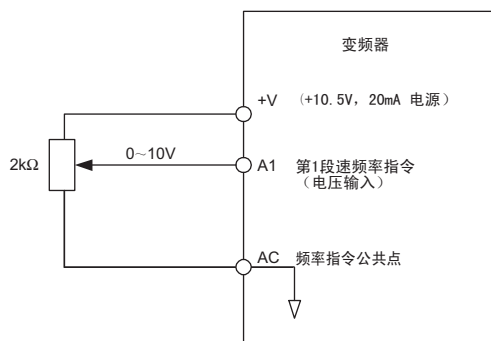 变频器
+V （+10.5V，20mA 电源）
2kΩ
0～10V
A1 第1段速频率指令
（电压输入）
AC 频率指令公共点